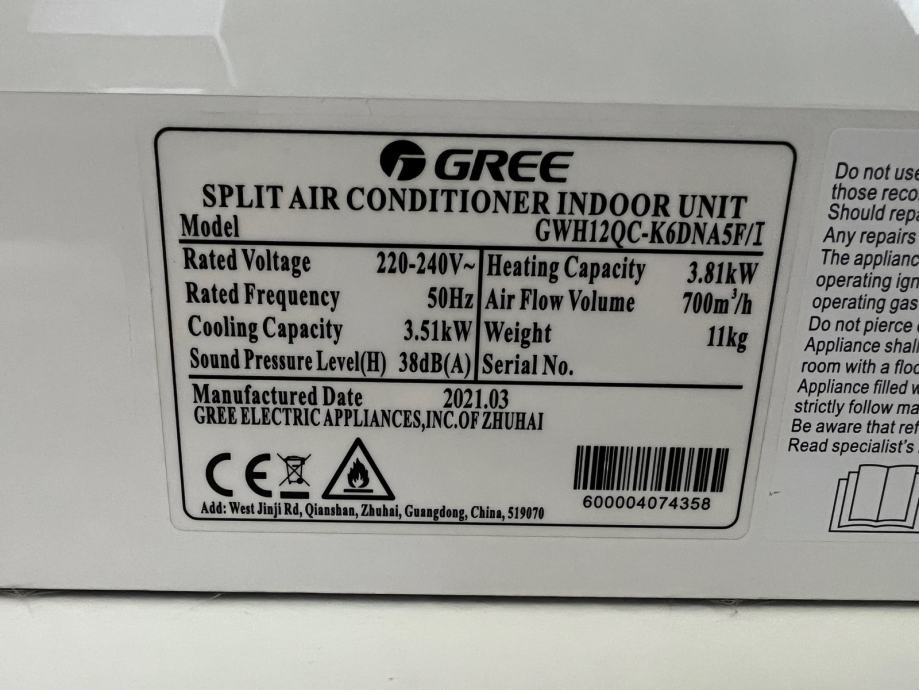 GREE
SPLIT AIR CONDITIONER INDOOR UNIT
Model GWH12QC-K6DNA5F/I
Rated Voltage 220-240V~ Heating Capacity 3.81kW
Rated Frequency 50Hz Air Flow Volume 700m³/h
Cooling Capacity 3.51kW Weight 11kg
Sound Pressure Level(H) 38dB(A) Serial No.
Manufactured Date 2021.03
GREE ELECTRIC APPLIANCES,INC.OF ZHUHAI
CE
600004074358
Add: West Jinji Rd, Qianshan, Zhuhai, Guangdong, China, 519070
Do not use
those reco
Should repa
Any repairs
The applianc
operating ign
operating gas
Do not pierce
Appliance shall
room with a floo
Appliance filled w
strictly follow ma
Be aware that ref
Read specialist's